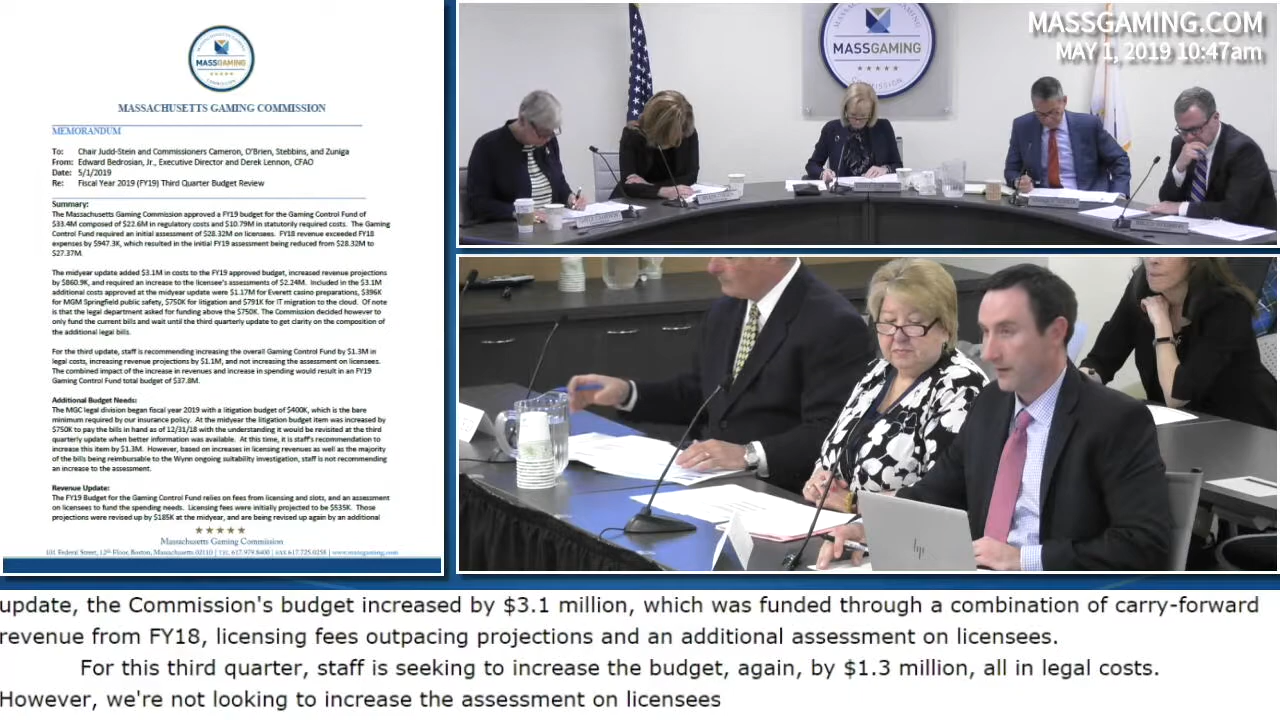 MASSGAMING
MASSACHUSETTS GAMING COMMISSION
MEMORANDUM
To: Chair Judd-Stein and Commissioners Cameron, O'Brien, Stebbins, and Zuniga
From: Edward Bedrosian, Jr., Executive Director and Derek Lennon, CFAO
Date: 5/1/2019
Re: Fiscal Year 2019 (FY19) Third Quarter Budget Review
Summary:
The Massachusetts Gaming Commission approved a FY19 budget for the Gaming Control Fund of
$33.4M composed of $22.6M in regulatory costs and $10.79M in statutorily required costs. The Gaming
Control Fund required an initial assessment of $28.32M on licensees. FY18 revenue exceeded FY18
expenses by $947.3K, which resulted in the initial FY19 assessment being reduced from $28.32M to
$27.37M.
The midyear update added $3.1M in costs to the FY19 approved budget, increased revenue projections
by $860.9K, and required an increase to the licensee's assessments of $2.24M. Included in the $3.1M
additional costs approved at the midyear update were $1.17M for Everett casino preparations, $396K
for MGM Springfield public safety, $750K for litigation and $791K for IT migration to the cloud. Of note
is that the legal department asked for funding above the $750K. The Commission decided however to
only fund the current bills and wait until the third quarterly update to get clarity on the composition of
the additional legal bills.
For the third update, staff is recommending increasing the overall Gaming Control Fund by $1.3M in
legal costs, increasing revenue projections by $1.1M, and not increasing the assessment on licensees.
The combined impact of the increase in revenues and increase in spending would result in an FY19
Gaming Control Fund total budget of $37.8M.
Additional Budget Needs:
The MGC legal division began fiscal year 2019 with a litigation budget of $400K, which is the bare
minimum required by our insurance policy. At the midyear the litigation budget item was increased by
$750K to pay the bills in hand as of 12/31/18 with the understanding it would be revisited at the third
quarterly update when better information was available. At this time, it is staff's recommendation to
increase this item by $1.3M. However, based on increases in licensing revenues as well as the majority
of the bills being reimbursable to the Wynn ongoing suitability investigation, staff is not recommending
an increase to the assessment.
Revenue Update:
The FY19 Budget for the Gaming Control Fund relies on fees from licensing and slots, and an assessment
on licensees to fund the spending needs. Licensing fees were initially projected to be $535K. Those
projections were revised up by $185K at the midyear, and are being revised up again by an additional
★ ★ ★ ★ ★
Massachusetts Gaming Commission
101 Federal Street, 12th Floor, Boston, Massachusetts 02110 | TEL 617.979.8400 | FAX 617.725.0258 | www.massgaming.com
MASSGAMING
MASSGAMING.COM
MAY 1, 2019 10:47am
hp
update, the Commission's budget increased by $3.1 million, which was funded through a combination of carry-forward
revenue from FY18, licensing fees outpacing projections and an additional assessment on licensees.
For this third quarter, staff is seeking to increase the budget, again, by $1.3 million, all in legal costs.
However, we're not looking to increase the assessment on licensees